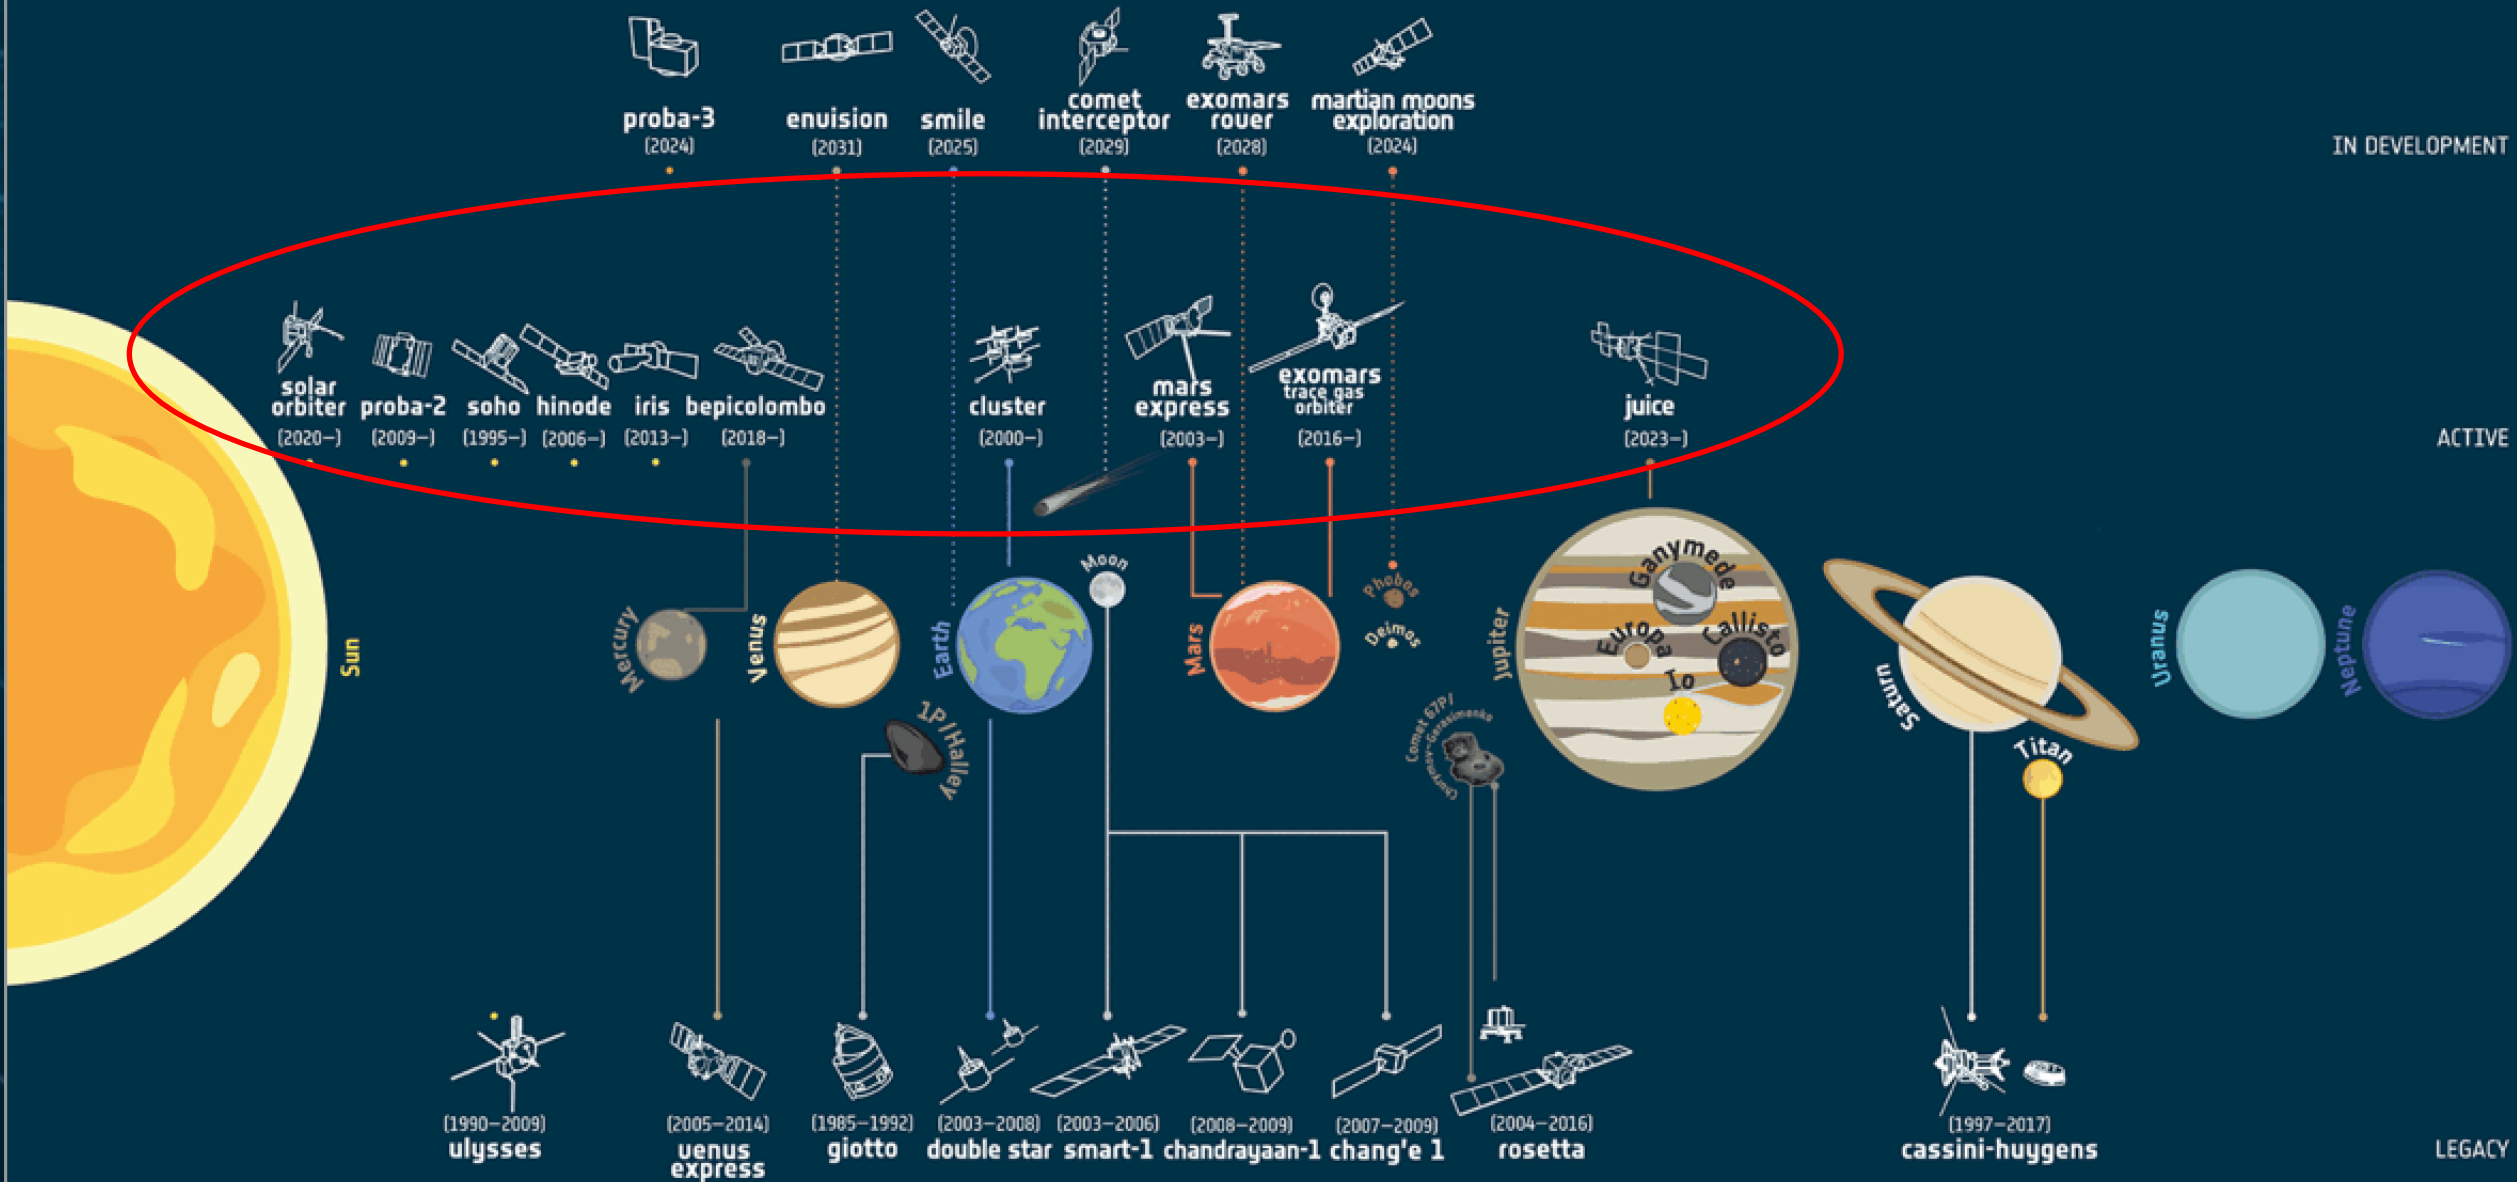 proba-3
(2024)
envision
(2031)
smile
(2025)
comet
interceptor
(2029)
exomars
rover
(2028)
martian moons
exploration
(2024)
IN DEVELOPMENT
solar
orbiter
(2020–)
proba-2
(2009–)
soho
(1995–)
hinode
(2006–)
iris
(2013–)
bepicolombo
(2018–)
cluster
(2000–)
mars
express
(2003–)
exomars
trace gas
orbiter
(2016–)
juice
(2023–)
ACTIVE
Sun
Mercury
Venus
Earth
Moon
Mars
Phobos
Deimos
Jupiter
Ganymede
Europa
Callisto
Io
Saturn
Titan
Uranus
Neptune
1P/Halley
Comet 67P/
Churyumov-Gerasimenko
(1990–2009)
ulysses
(2005–2014)
venus
express
(1985–1992)
giotto
(2003–2008)
double star
(2003–2006)
smart-1
(2008–2009)
chandrayaan-1
(2007–2009)
chang'e 1
(2004–2016)
rosetta
(1997–2017)
cassini-huygens
LEGACY